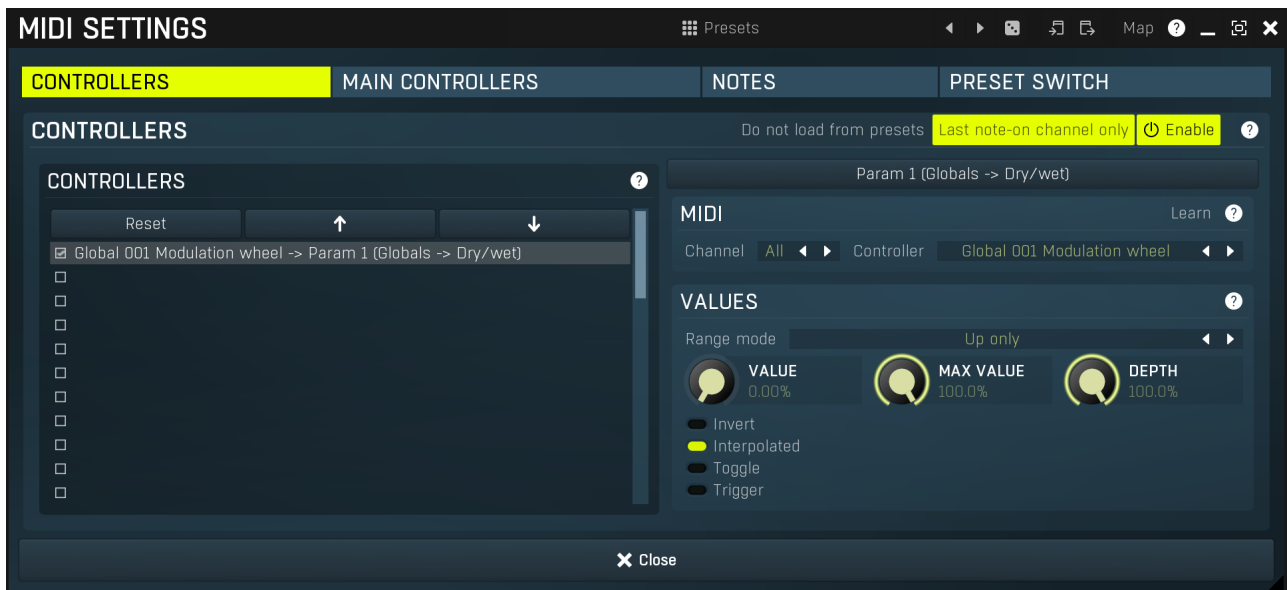 MIDI SETTINGS
Presets
Map ?
CONTROLLERS
MAIN CONTROLLERS
NOTES
PRESET SWITCH
CONTROLLERS
Do not load from presets
Last note-on channel only
Enable
?
CONTROLLERS
?
Reset
Global 001 Modulation wheel -> Param 1 (Globals -> Dry/wet)
Param 1 (Globals -> Dry/wet)
MIDI
Learn ?
Channel All
Controller Global 001 Modulation wheel
VALUES
?
Range mode Up only
VALUE
0.00%
MAX VALUE
100.0%
DEPTH
100.0%
Invert
Interpolated
Toggle
Trigger
Close